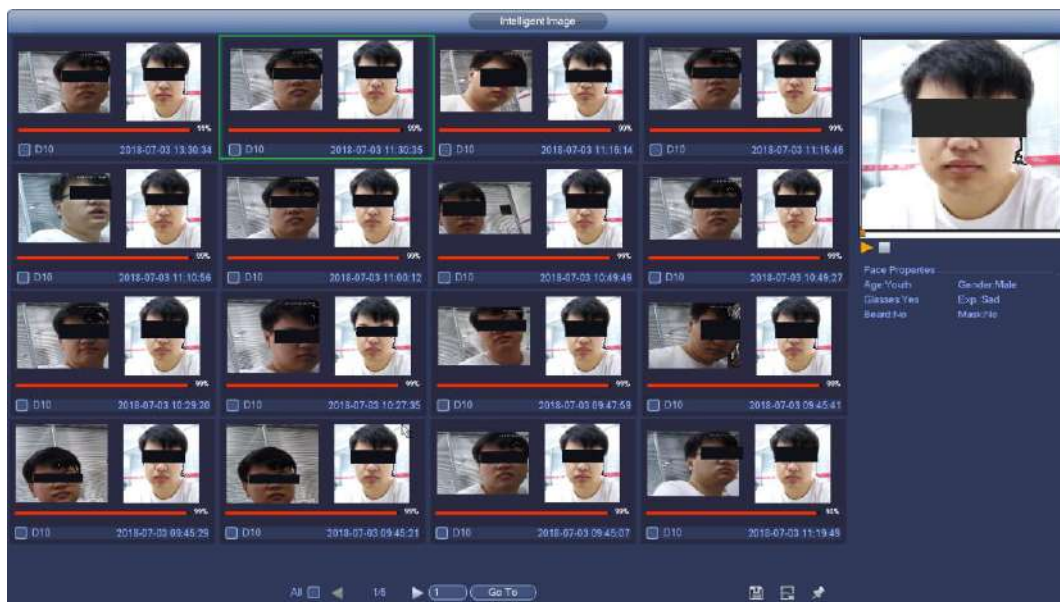 Intelligent Image
99% 99% 99% 99%
D10 2018-07-03 13:30:34 D10 2018-07-03 11:30:35 D10 2018-07-03 11:16:14 D10 2018-07-03 11:15:46
99% 99% 99% 99%
D10 2018-07-03 11:10:56 D10 2018-07-03 11:00:12 D10 2018-07-03 10:49:49 D10 2018-07-03 10:49:27
Face Properties
Age:Youth Gender:Male
Glasses:Yes Exp.:Sad
Beard:No Mask:No
99% 99% 99% 99%
D10 2018-07-03 10:29:20 D10 2018-07-03 10:27:35 D10 2018-07-03 09:47:59 D10 2018-07-03 09:45:41
99% 99% 99%
D10 2018-07-03 09:45:29 D10 2018-07-03 09:45:21 D10 2018-07-03 09:45:07 D10 2018-07-03 11:19:49
All 1/6 1 Go To